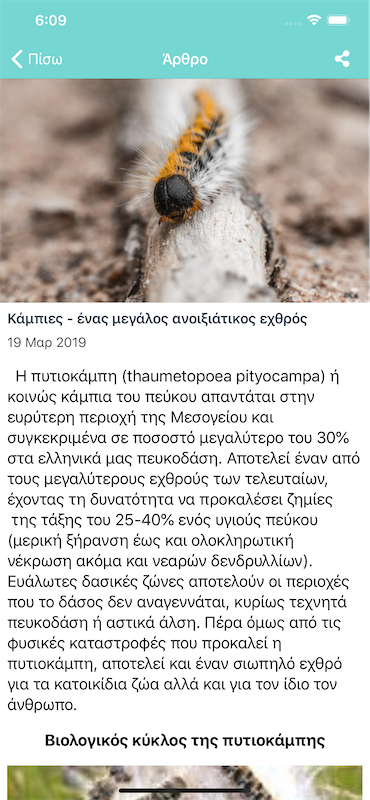 6:09
Πίσω
Άρθρο
Κάμπιες - ένας μεγάλος ανοιξιάτικος εχθρός
19 Μαρ 2019
Η πυτιοκάμπη (thaumetopoea pityocampa) ή
κοινώς κάμπια του πεύκου απαντάται στην
ευρύτερη περιοχή της Μεσογείου και
συγκεκριμένα σε ποσοστό μεγαλύτερο του 30%
στα ελληνικά μας πευκοδάση. Αποτελεί έναν από
τους μεγαλύτερους εχθρούς των τελευταίων,
έχοντας τη δυνατότητα να προκαλέσει ζημίες
της τάξης του 25-40% ενός υγιούς πεύκου
(μερική ξήρανση έως και ολοκληρωτική
νέκρωση ακόμα και νεαρών δενδρυλλίων).
Ευάλωτες δασικές ζώνες αποτελούν οι περιοχές
που το δάσος δεν αναγεννάται, κυρίως τεχνητά
πευκοδάση ή αστικά άλση. Πέρα όμως από τις
φυσικές καταστροφές που προκαλεί η
πυτιοκάμπη, αποτελεί και έναν σιωπηλό εχθρό
για τα κατοικίδια ζώα αλλά και για τον ίδιο τον
άνθρωπο.
Βιολογικός κύκλος της πυτιοκάμπης